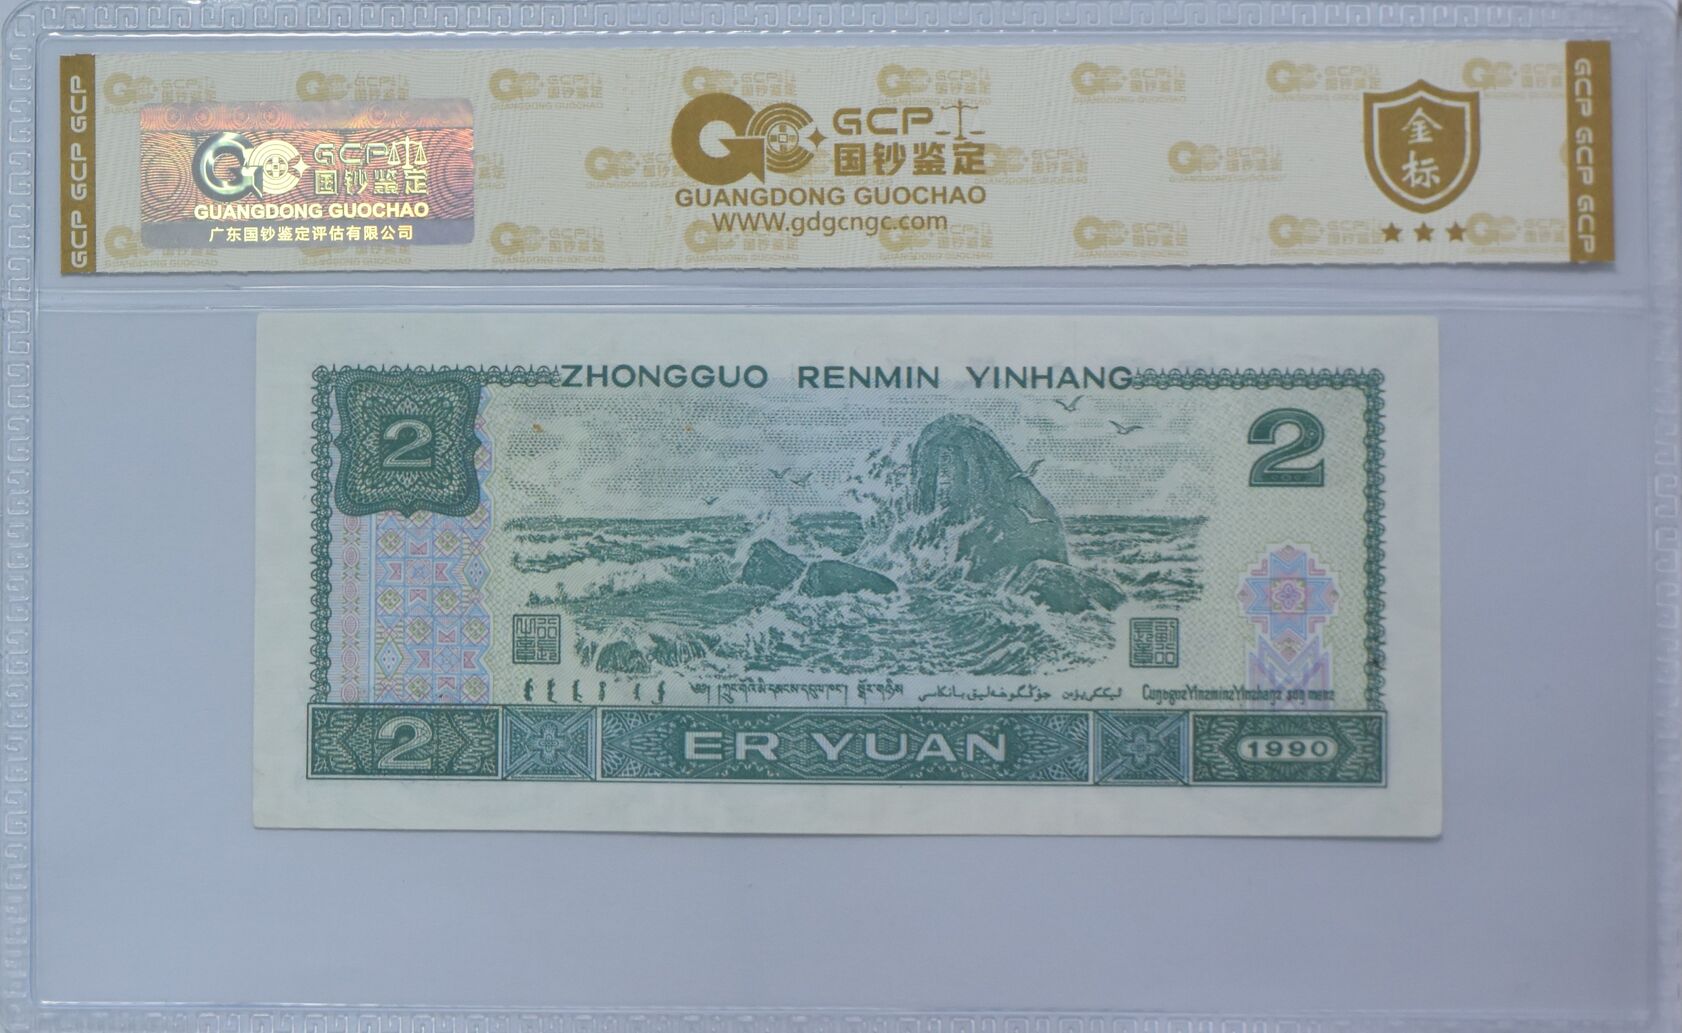 GCP GCP GCP
GCP
国钞鉴定
GUANGDONG GUOCHAO
广东国钞鉴定评估有限公司
GCP
国钞鉴定
GUANGDONG GUOCHAO
WWW.gdgcngc.com
金
标
GCP GCP GCP
ZHONGGUO RENMIN YINHANG
2
2
2
ER YUAN
1990